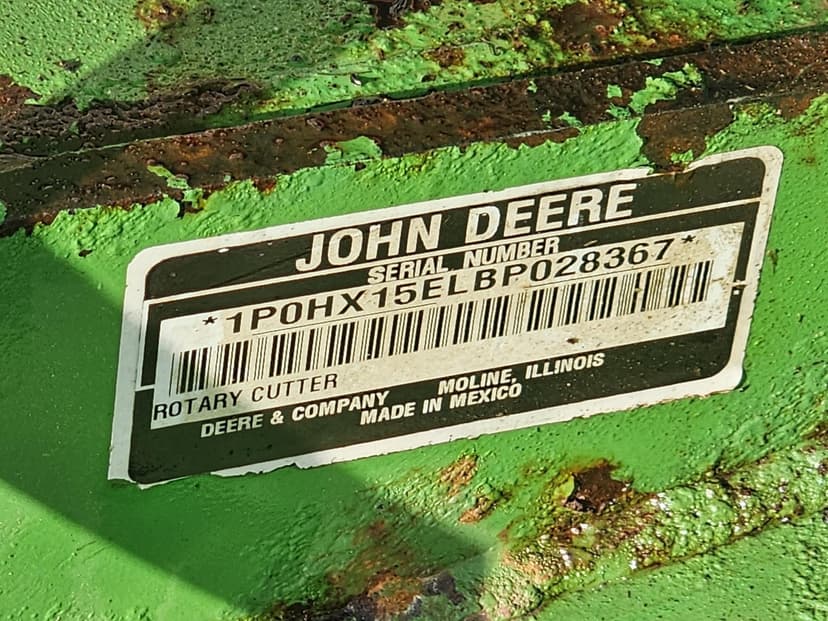 JOHN DEERE
SERIAL NUMBER
*1P0HX15ELBP028367*
ROTARY CUTTER
DEERE & COMPANY MOLINE, ILLINOIS
MADE IN MEXICO